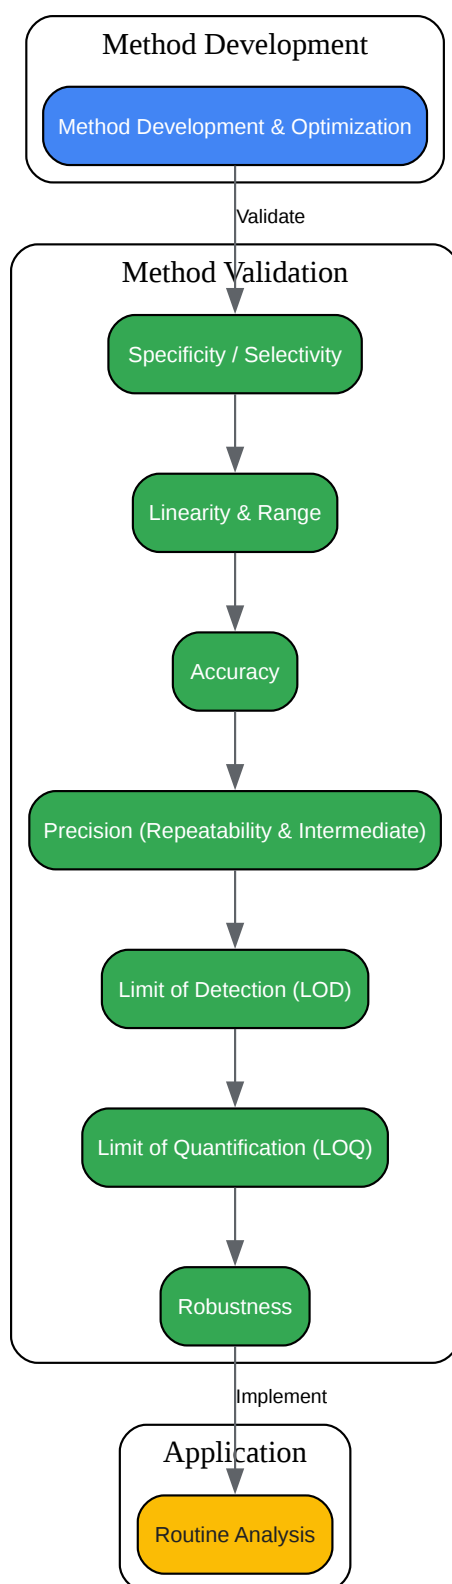 Method Development
Method Development & Optimization
Validate
Method Validation
Specificity / Selectivity
Linearity & Range
Accuracy
Precision (Repeatability & Intermediate)
Limit of Detection (LOD)
Limit of Quantification (LOQ)
Robustness
Implement
Application
Routine Analysis